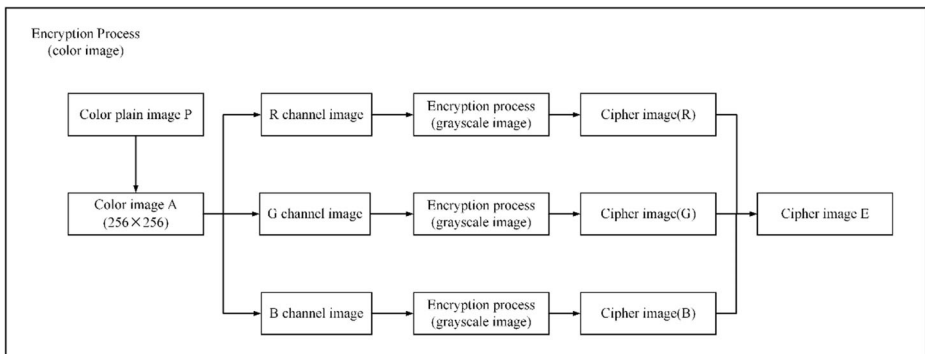 Encryption Process
(color image)
Color plain image P
R channel image
Encryption process
(grayscale image)
Cipher image(R)
Color image A
(256×256)
G channel image
Encryption process
(grayscale image)
Cipher image(G)
Cipher image E
B channel image
Encryption process
(grayscale image)
Cipher image(B)